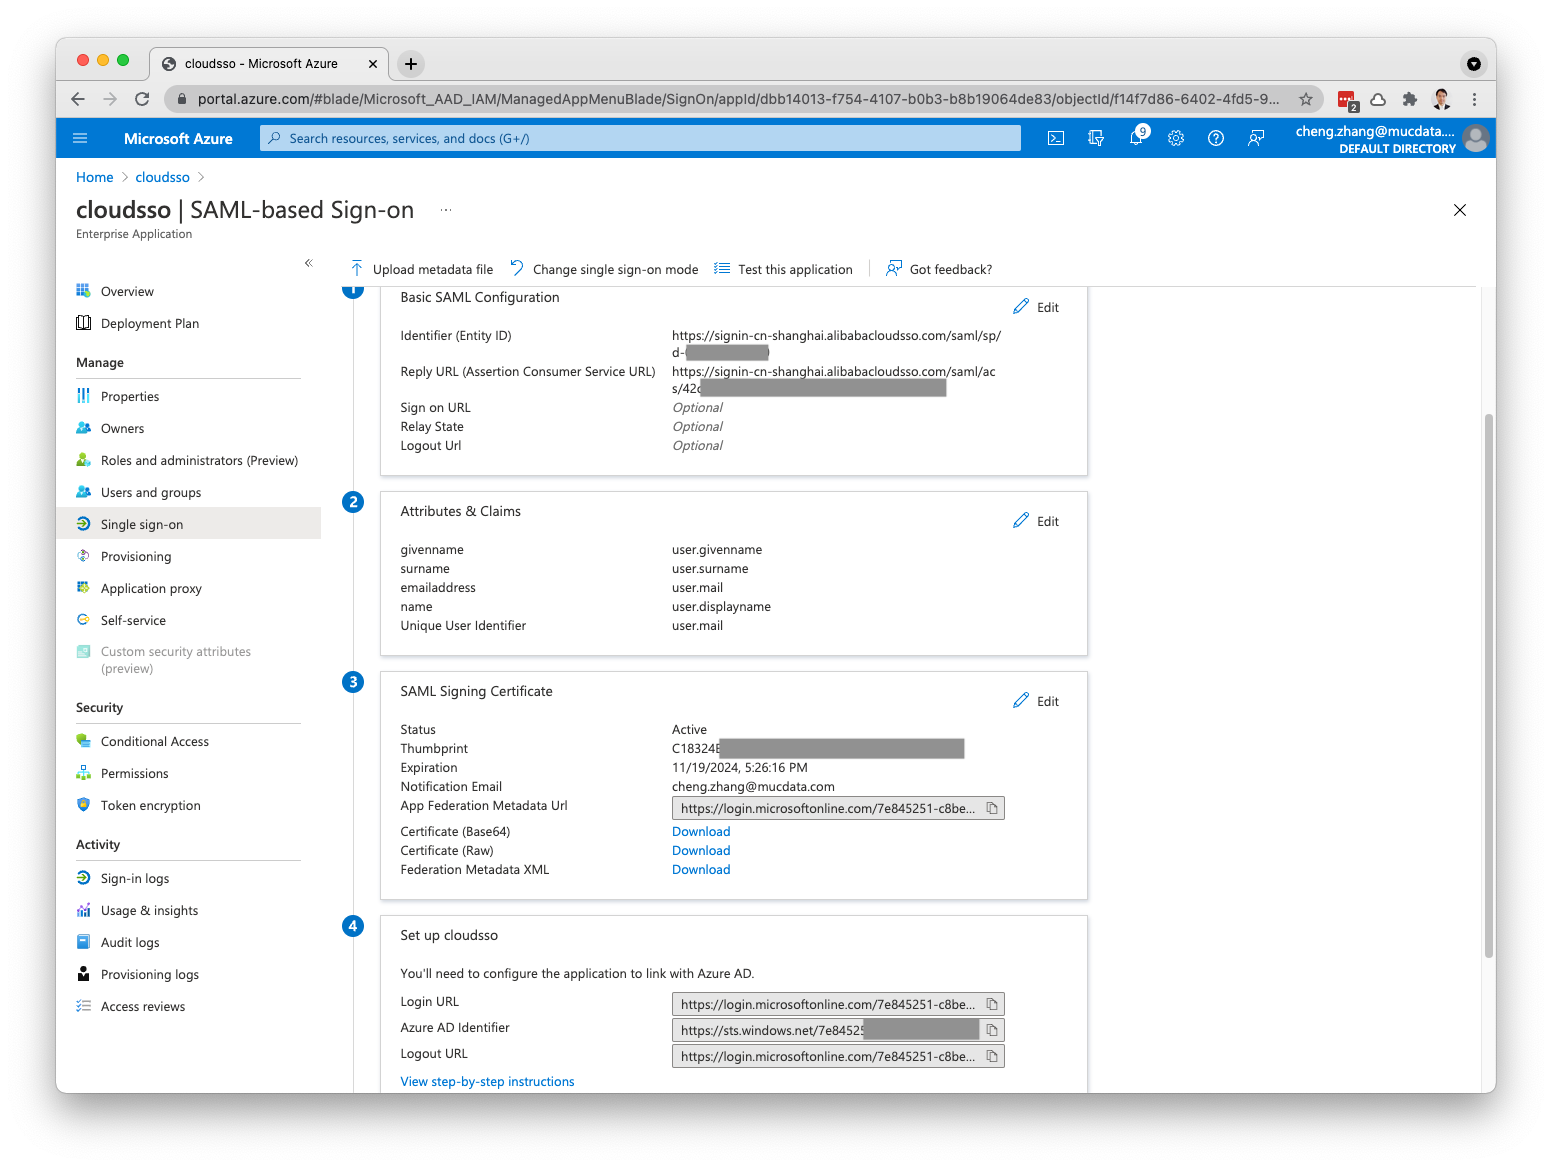 cloudsso - Microsoft Azure
portal.azure.com/#blade/Microsoft_AAD_IAM/ManagedAppMenuBlade/SignOn/appId/dbb14013-f754-4107-b0b3-b8b19064de83/objectId/f14f7d86-6402-4fd5-9...
2
Microsoft Azure
Search resources, services, and docs (G+/)
9
cheng.zhang@mucdata....
DEFAULT DIRECTORY
Home > cloudsso >
cloudsso | SAML-based Sign-on ...
Enterprise Application
«
Overview
Deployment Plan
Manage
Properties
Owners
Roles and administrators (Preview)
Users and groups
Single sign-on
Provisioning
Application proxy
Self-service
Custom security attributes
(preview)
Security
Conditional Access
Permissions
Token encryption
Activity
Sign-in logs
Usage & insights
Audit logs
Provisioning logs
Access reviews
Upload metadata file Change single sign-on mode Test this application Got feedback?
1
Basic SAML Configuration
Edit
Identifier (Entity ID) https://signin-cn-shanghai.alibabacloudsso.com/saml/sp/
d-
Reply URL (Assertion Consumer Service URL) https://signin-cn-shanghai.alibabacloudsso.com/saml/ac
s/42
Sign on URL Optional
Relay State Optional
Logout Url Optional
2
Attributes & Claims
Edit
givenname user.givenname
surname user.surname
emailaddress user.mail
name user.displayname
Unique User Identifier user.mail
3
SAML Signing Certificate
Edit
Status Active
Thumbprint C18324
Expiration 11/19/2024, 5:26:16 PM
Notification Email cheng.zhang@mucdata.com
App Federation Metadata Url https://login.microsoftonline.com/7e845251-c8be...
Certificate (Base64) Download
Certificate (Raw) Download
Federation Metadata XML Download
4
Set up cloudsso
You'll need to configure the application to link with Azure AD.
Login URL https://login.microsoftonline.com/7e845251-c8be...
Azure AD Identifier https://sts.windows.net/7e8452
Logout URL https://login.microsoftonline.com/7e845251-c8be...
View step-by-step instructions